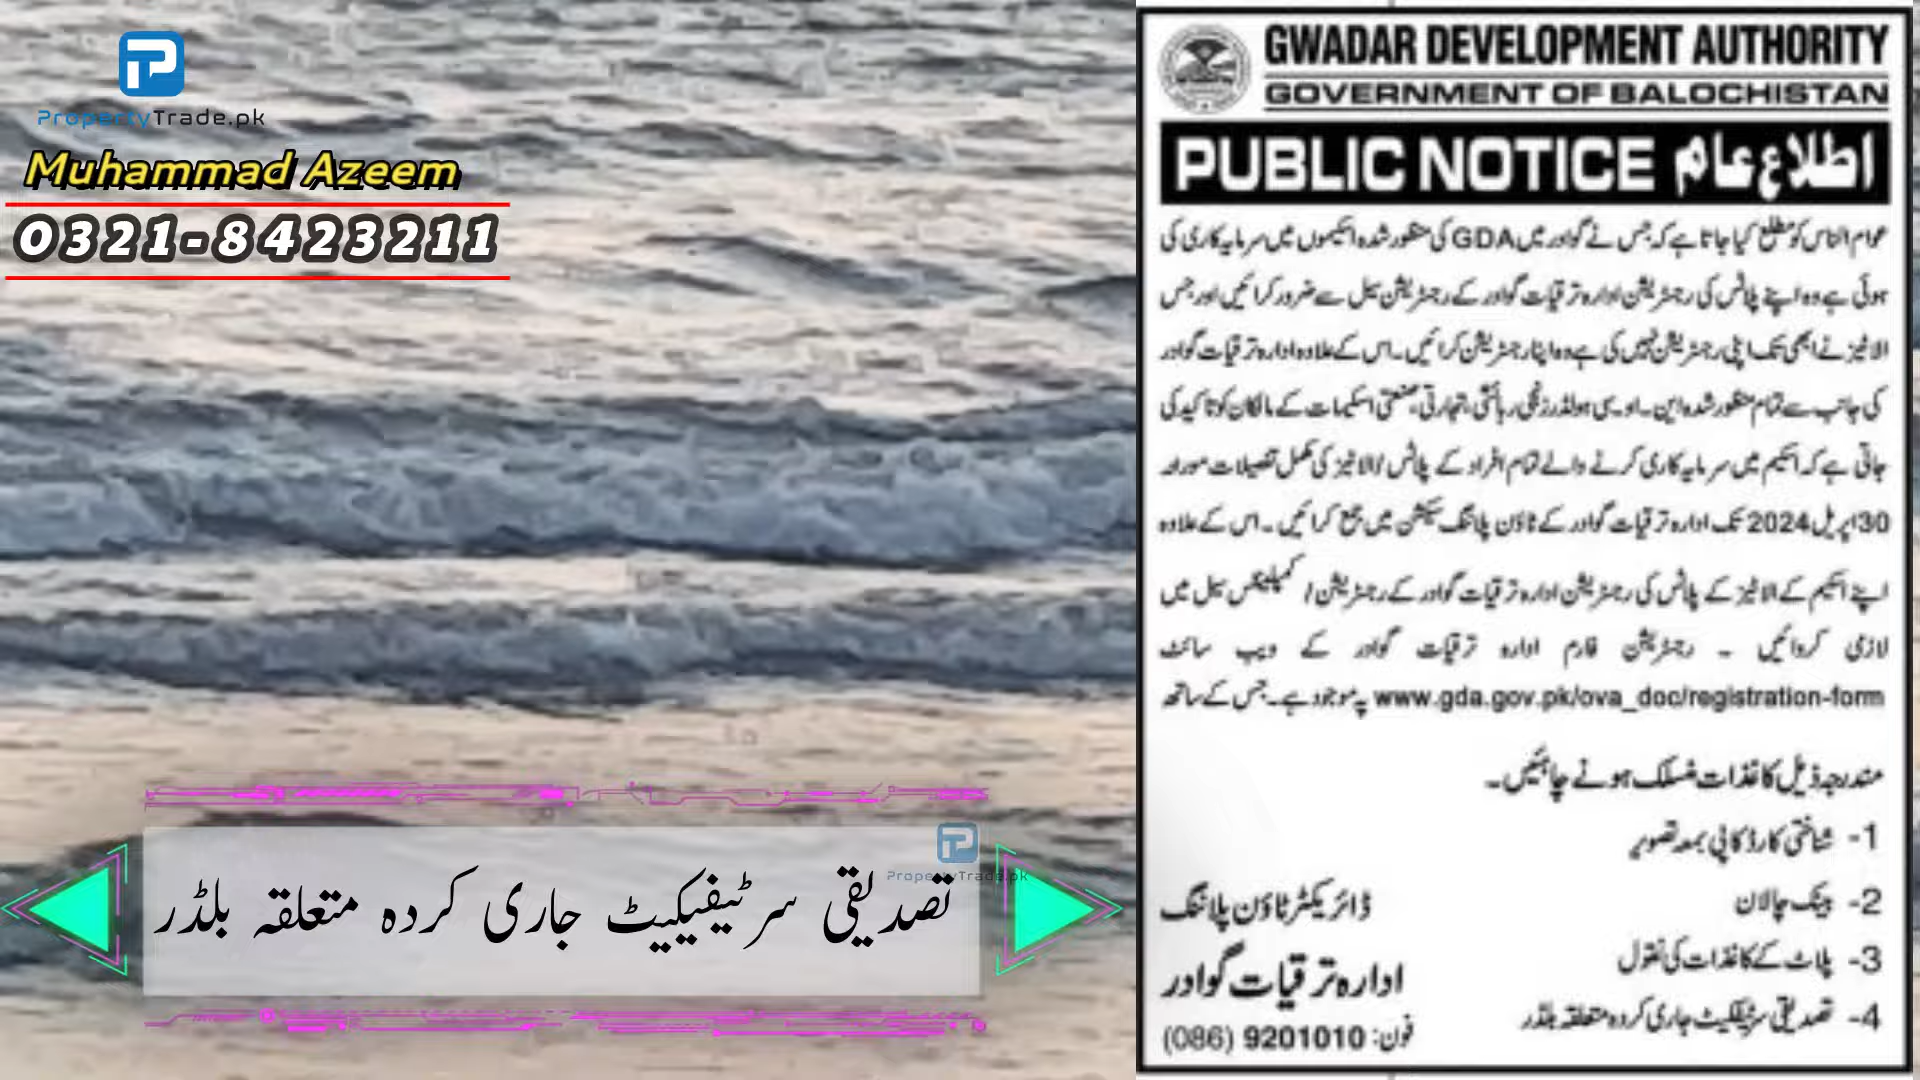 PropertyTrade.pk
Muhammad Azeem
0321-8423211
PropertyTrade.pk
تصدیقی سرٹیفیکیٹ جاری کردہ متعلقہ بلڈر
GWADAR DEVELOPMENT AUTHORITY
GOVERNMENT OF BALOCHISTAN
PUBLIC NOTICE اطلاع عام
عوام الناس کو مطلع کیا جاتا ہے کہ جس نے گوادر میں GDA کی منظور شدہ اسکیموں میں سرمایہ کاری کی
ہوئی ہے وہ اپنے پلاٹس کی رجسٹریشن ادارہ ترقیات گوادر کے رجسٹریشن سیل سے ضرور کرائیں اور جس
الاٹیز نے ابھی تک اپنی رجسٹریشن نہیں کی ہے وہ اپنا رجسٹریشن کرائیں۔ اس کے علاوہ ادارہ ترقیات گوادر
کی جانب سے تمام منظور شدہ این۔ او۔ سی ہولڈرز نجی رہائشی، تجارتی، صنعتی اسکیمات کے مالکان کو تاکید کی
جاتی ہے کہ اسکیم میں سرمایہ کاری کرنے والے تمام افراد کے پلاٹس / الاٹیز کی مکمل تفصیلات مورخہ
30 اپریل 2024 تک ادارہ ترقیات گوادر کے ٹاؤن پلاننگ سیکشن میں جمع کرائیں۔ اس کے علاوہ
اپنے اسکیم کے الاٹیز کے پلاٹس کی رجسٹریشن ادارہ ترقیات گوادر کے رجسٹریشن / کمپلینٹس سیل میں
لازمی کروائیں ۔ رجسٹریشن فارم ادارہ ترقیات گوادر کے ویب سائٹ
www.gda.gov.pk/ova_doc/registration-form پہ موجود ہے۔ جس کے ساتھ
مندرجہ ذیل کاغذات منسلک ہونے چاہئیں۔
1- شناختی کارڈ کاپی بمعہ تصویر
2- بینک چالان
3- پلاٹ کے کاغذات کی نقول
4- تصدیقی سرٹیفکیٹ جاری کردہ متعلقہ بلڈر
ڈائریکٹر ٹاؤن پلاننگ
ادارہ ترقیات گوادر
فون: 9201010 (086)